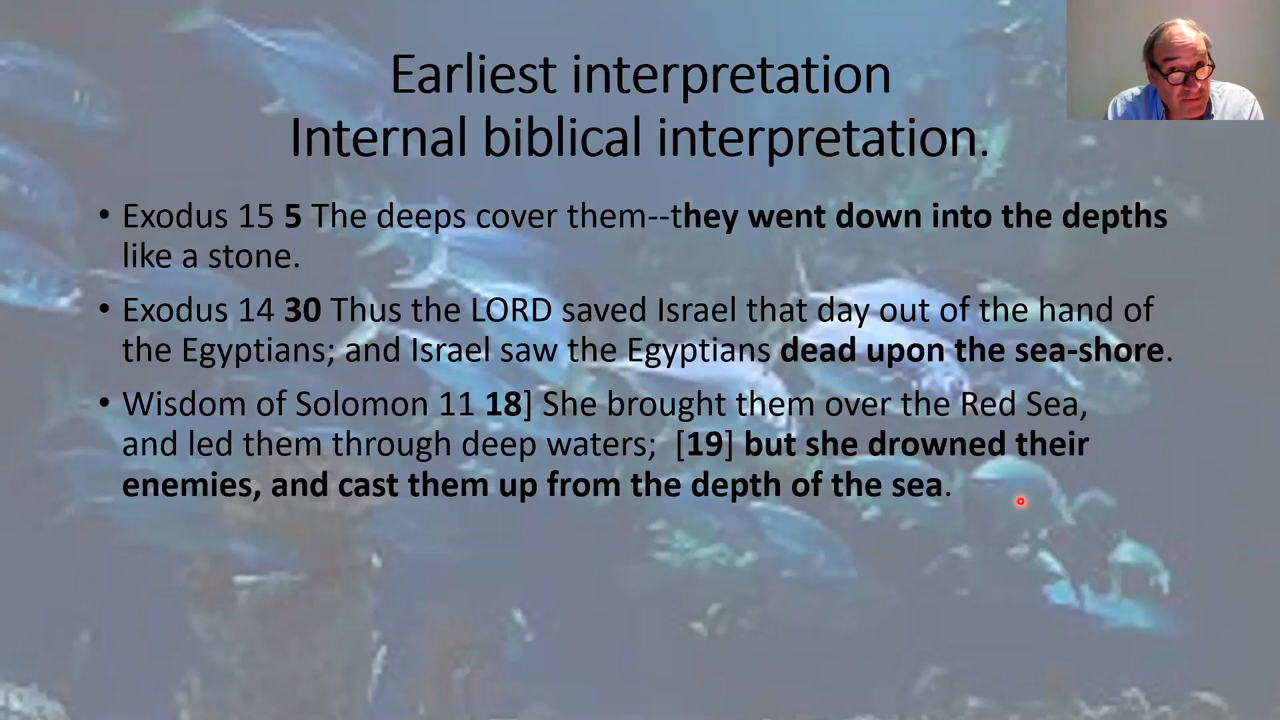 Earliest interpretation
Internal biblical interpretation.
• Exodus 15 5 The deeps cover them--they went down into the depths
like a stone.
• Exodus 14 30 Thus the LORD saved Israel that day out of the hand of
the Egyptians; and Israel saw the Egyptians dead upon the sea-shore.
• Wisdom of Solomon 11 18] She brought them over the Red Sea,
and led them through deep waters; [19] but she drowned their
enemies, and cast them up from the depth of the sea.